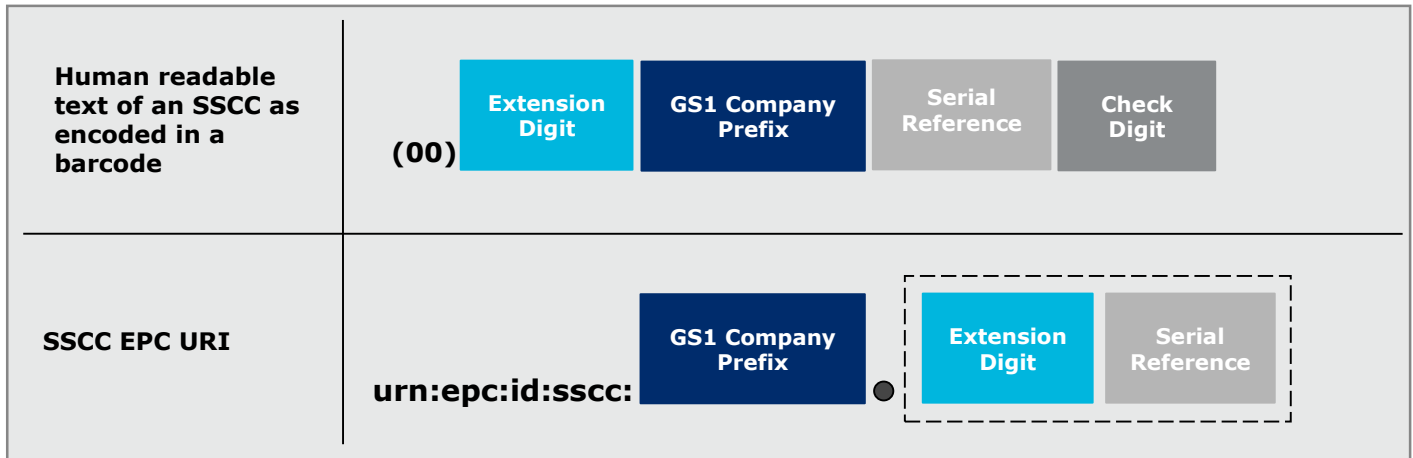 Human readable
text of an SSCC as
encoded in a
barcode
(00)
Extension
Digit
GS1 Company
Prefix
Serial
Reference
Check
Digit
SSCC EPC URI
urn:epc:id:sscc:
GS1 Company
Prefix
Extension
Digit
Serial
Reference